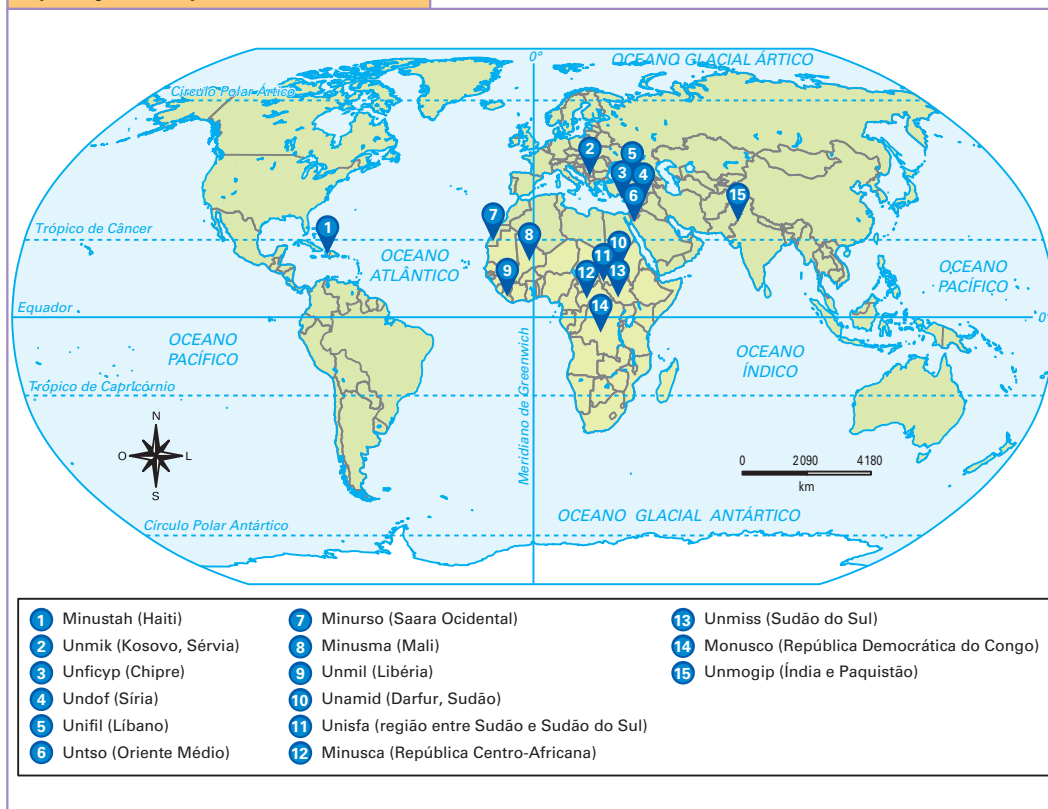 OCEANO GLACIAL ÁRTICO
0°
Círculo Polar Ártico
2
5
3
4
6
15
1
7
8
Trópico de Câncer
OCEANO
ATLÂNTICO
10
11
9
12
13
OCEANO
PACÍFICO
14
Equador
0°
OCEANO
PACÍFICO
OCEANO
ÍNDICO
Meridiano de Greenwich
Trópico de Capricórnio
N
O
L
S
0
2 090
4 180
km
Círculo Polar Antártico
OCEANO GLACIAL ANTÁRTICO
1 Minustah (Haiti)
2 Unmik (Kosovo, Sérvia)
3 Unficyp (Chipre)
4 Undof (Síria)
5 Unifil (Líbano)
6 Untso (Oriente Médio)
7 Minurso (Saara Ocidental)
8 Minusma (Mali)
9 Unmil (Libéria)
10 Unamid (Darfur, Sudão)
11 Unisfa (região entre Sudão e Sudão do Sul)
12 Minusca (República Centro-Africana)
13 Unmiss (Sudão do Sul)
14 Monusco (República Democrática do Congo)
15 Unmogip (Índia e Paquistão)